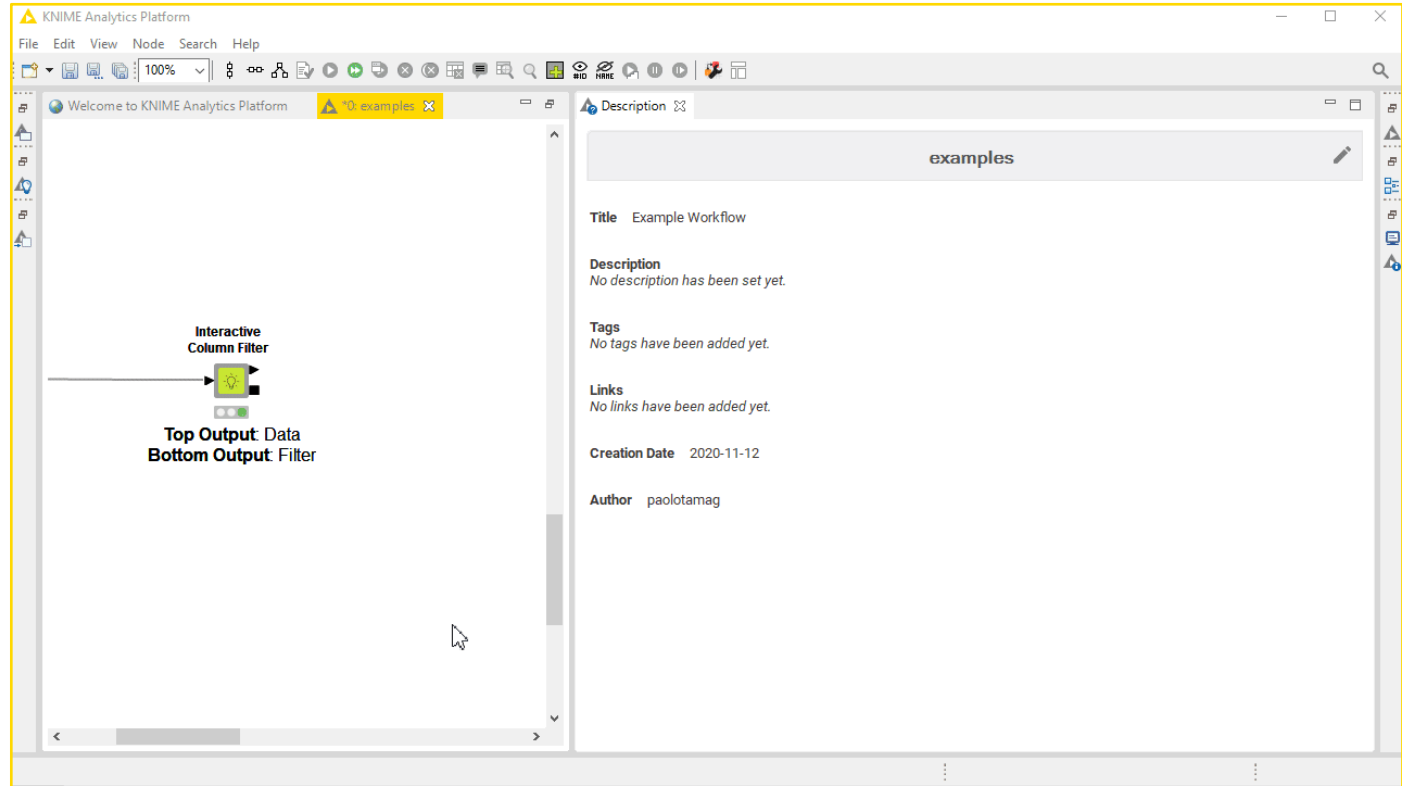 KNIME Analytics Platform
File Edit View Node Search Help
100%
#ID
NAME
Welcome to KNIME Analytics Platform
*0: examples
Description
examples
Title Example Workflow
Description
No description has been set yet.
Tags
No tags have been added yet.
Links
No links have been added yet.
Creation Date 2020-11-12
Author paolotamag
Interactive
Column Filter
Top Output: Data
Bottom Output: Filter